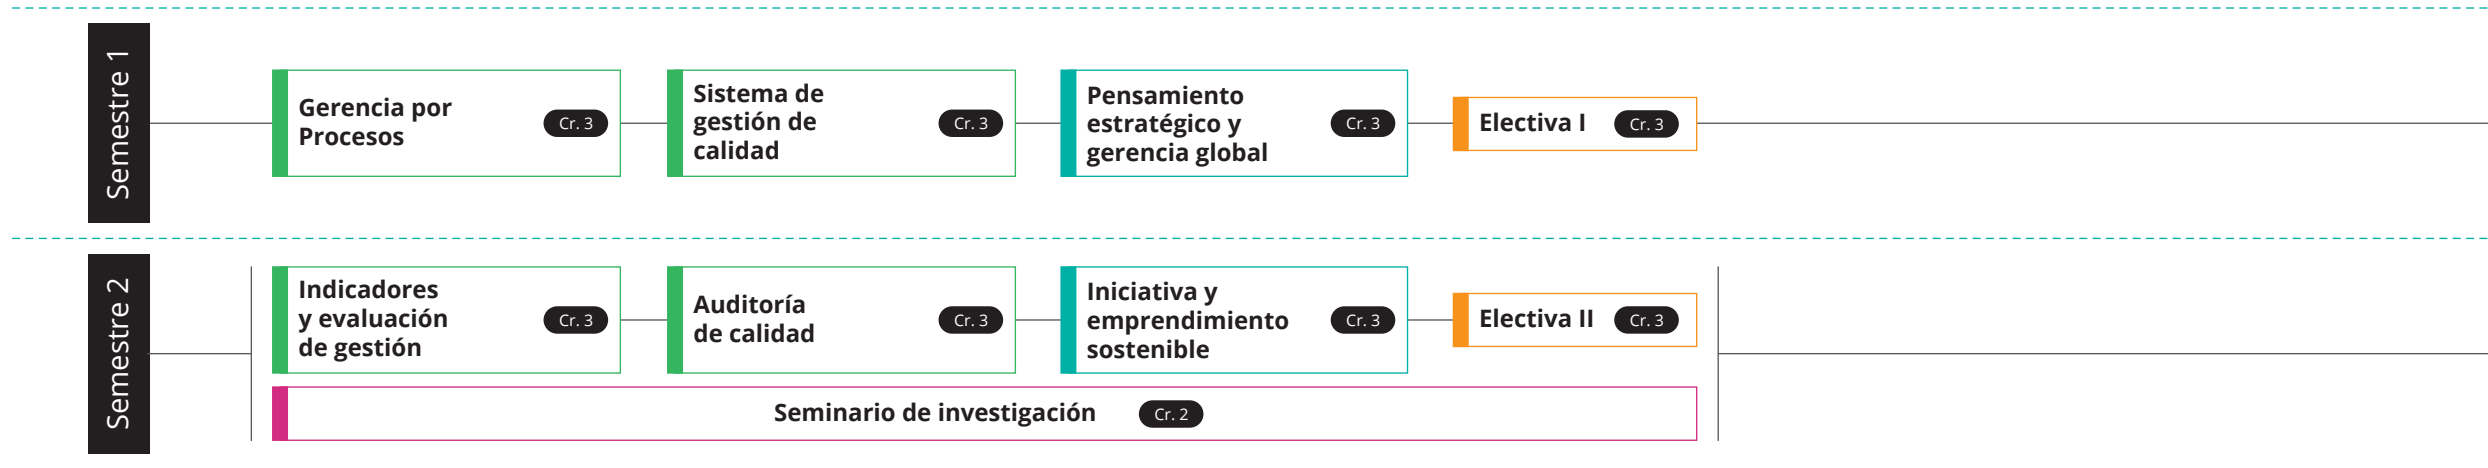 Semestre 1
Gerencia por
Procesos
Cr. 3
Sistema de
gestión de
calidad
Cr. 3
Pensamiento
estratégico y
gerencia global
Cr. 3
Electiva I
Cr. 3
Semestre 2
Indicadores
y evaluación
de gestión
Cr. 3
Auditoría
de calidad
Cr. 3
Iniciativa y
emprendimiento
sostenible
Cr. 3
Electiva II
Cr. 3
Seminario de investigación
Cr. 2